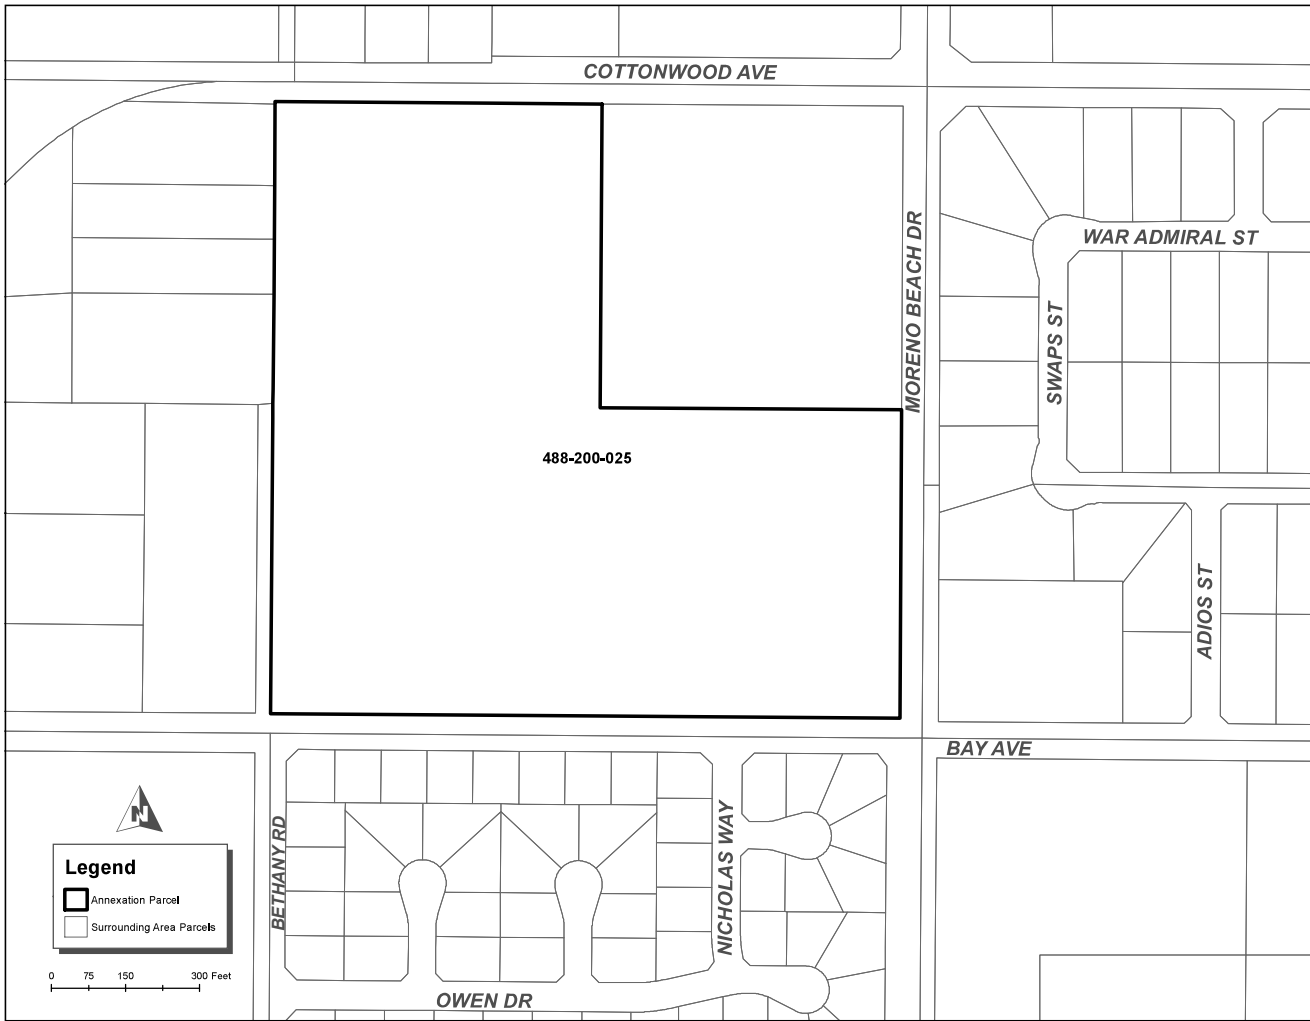 COTTONWOOD AVE
MORENO BEACH DR
WAR ADMIRAL ST
SWAPS ST
488-200-025
ADIOS ST
BAY AVE
BETHANY RD
NICHOLAS WAY
OWEN DR
N
Legend
Annexation Parcel
Surrounding Area Parcels
0 75 150 300 Feet